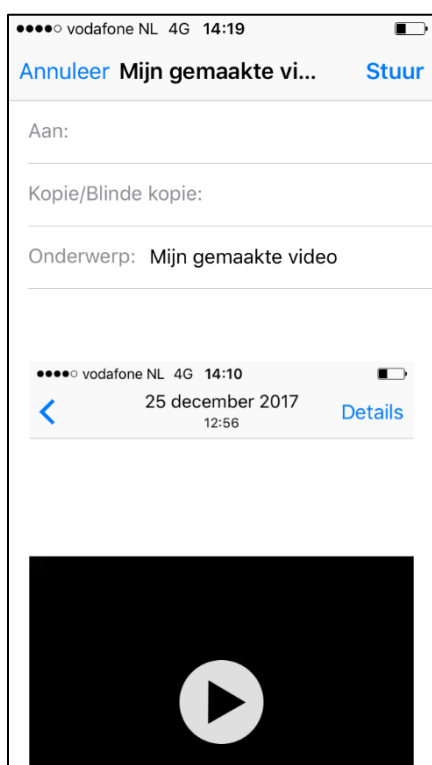 vodafone NL 4G 14:19
Annuleer Mijn gemaakte vi... Stuur
Aan:
Kopie/Blinde kopie:
Onderwerp: Mijn gemaakte video
vodafone NL 4G 14:10
25 december 2017
12:56
Details